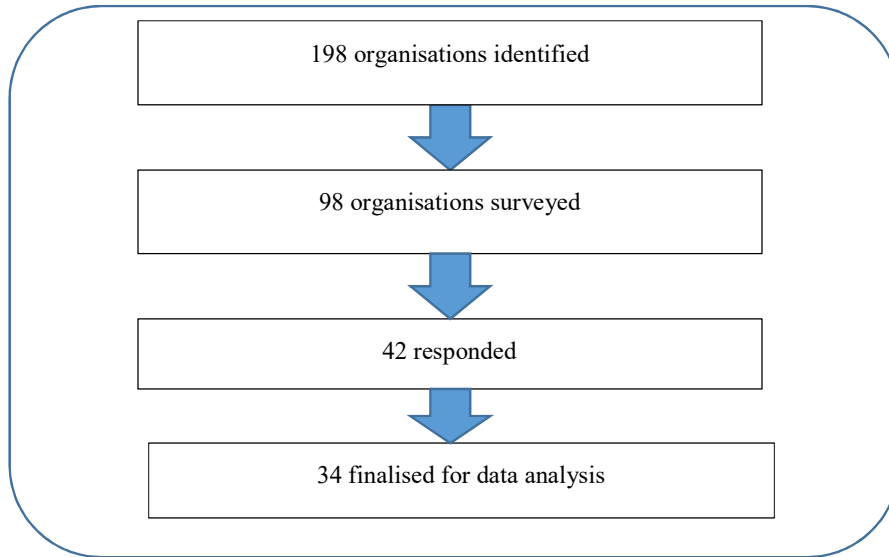 198 organisations identified
98 organisations surveyed
42 responded
34 finalised for data analysis